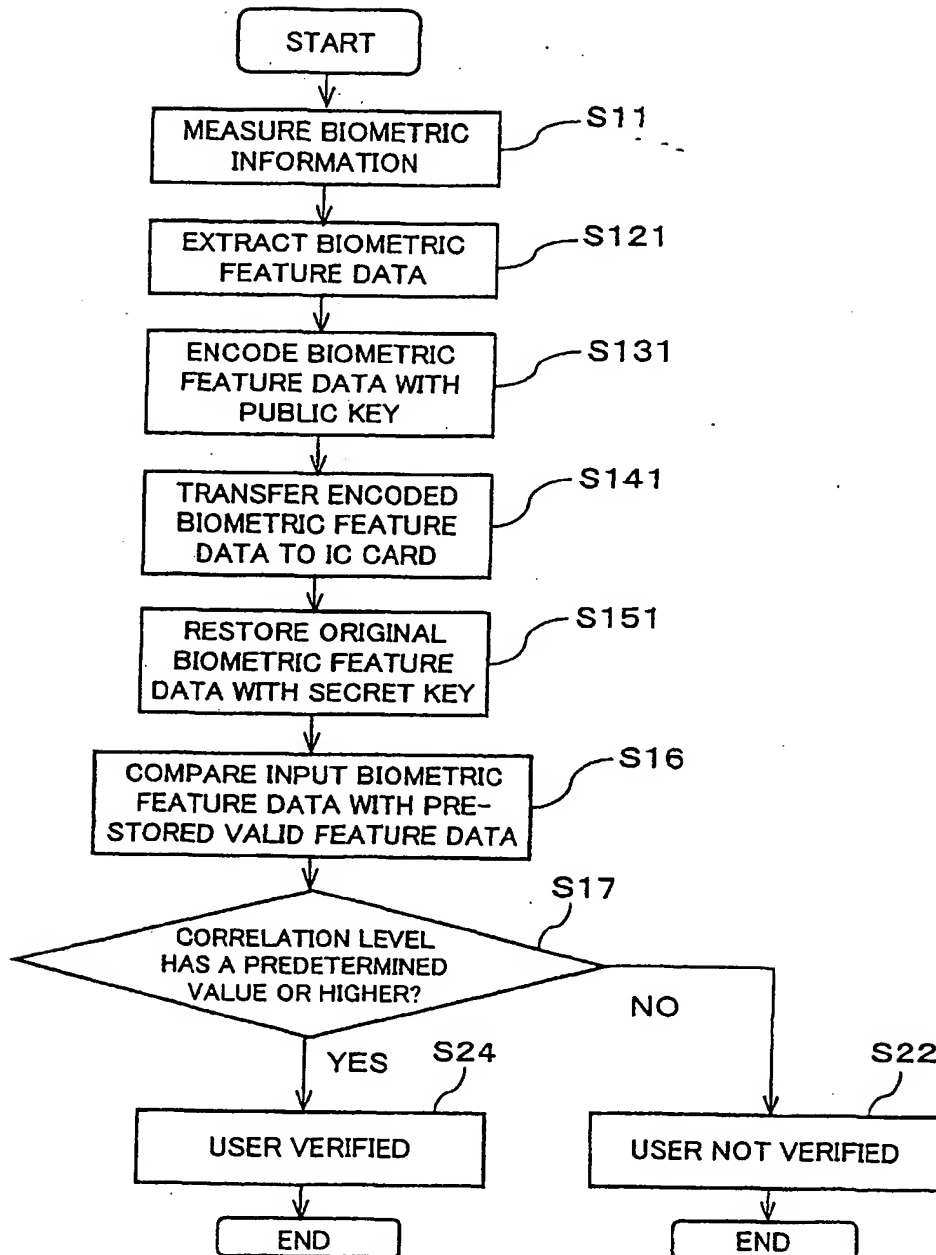 START
MEASURE BIOMETRIC
INFORMATION
S11
EXTRACT BIOMETRIC
FEATURE DATA
S121
ENCODE BIOMETRIC
FEATURE DATA WITH
PUBLIC KEY
S131
TRANSFER ENCODED
BIOMETRIC FEATURE
DATA TO IC CARD
S141
RESTORE ORIGINAL
BIOMETRIC FEATURE
DATA WITH SECRET KEY
S151
COMPARE INPUT BIOMETRIC
FEATURE DATA WITH PRE-
STORED VALID FEATURE DATA
S16
CORRELATION LEVEL
HAS A PREDETERMINED
VALUE OR HIGHER?
S17
NO
YES
S24
S22
USER VERIFIED
USER NOT VERIFIED
END
END